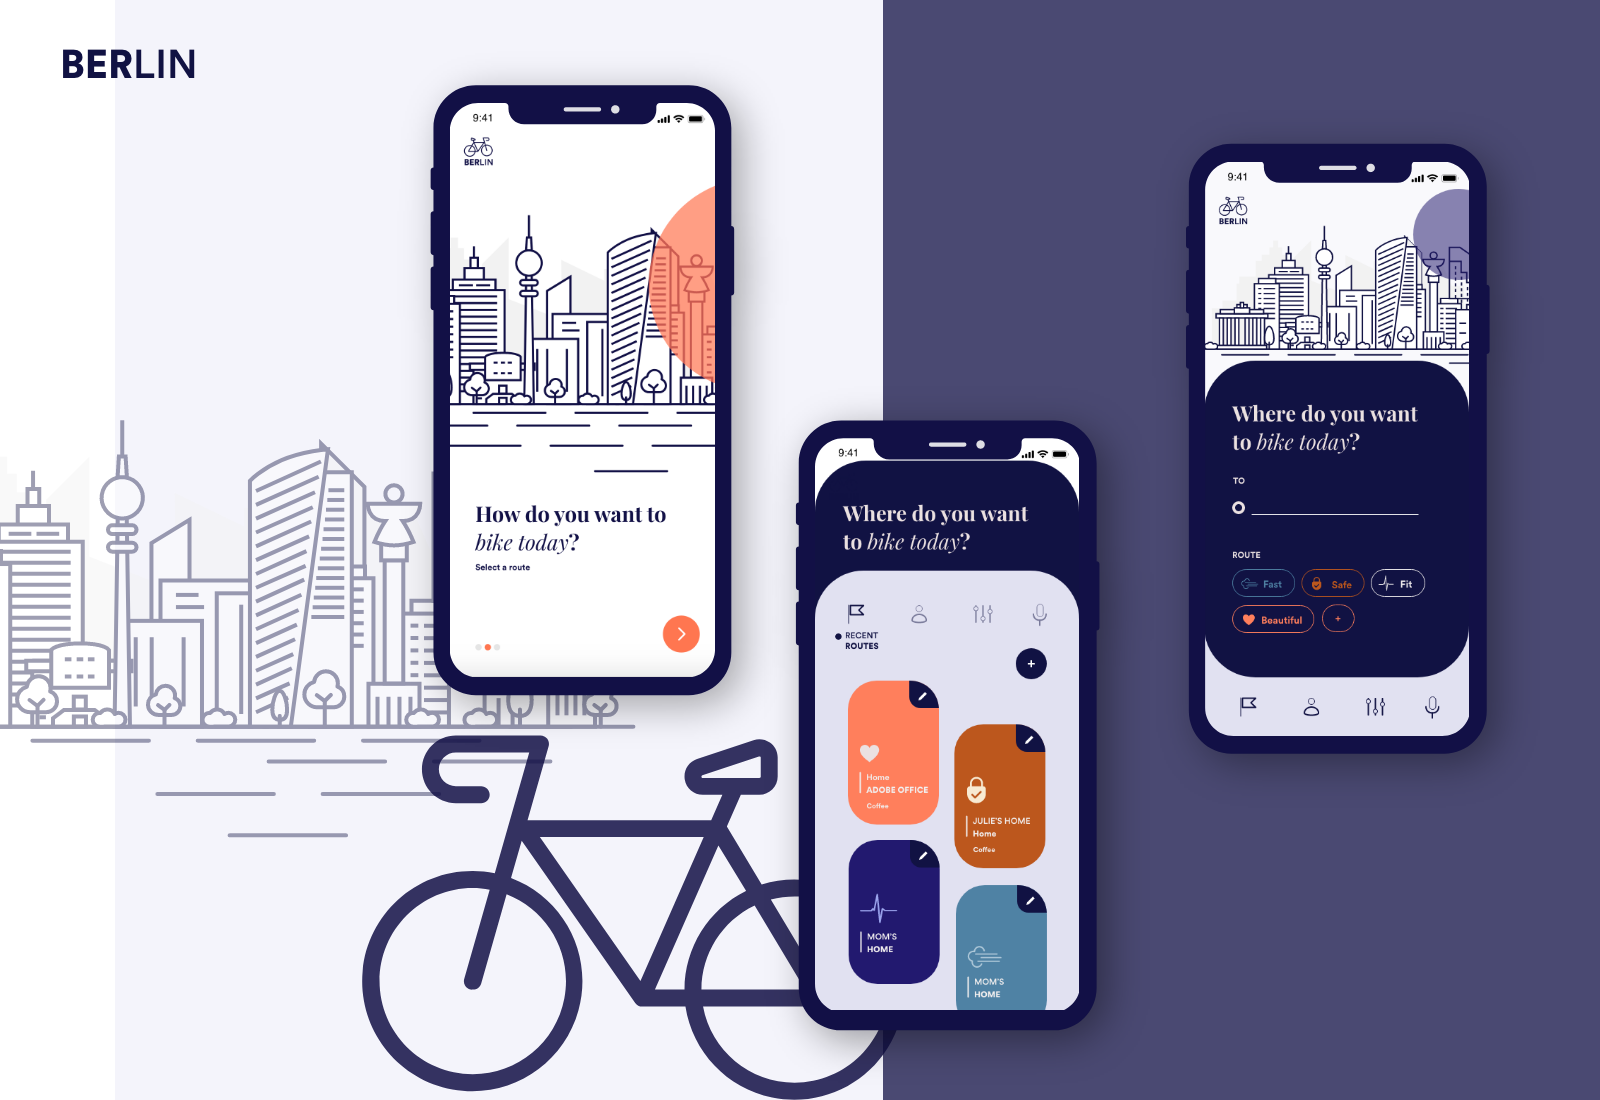 BERLIN
9:41
BERLIN
How do you want to
bike today?
Select a route
9:41
Where do you want
to bike today?
RECENT
ROUTES
+
Home
ADOBE OFFICE
Coffee
JULIE'S HOME
Home
Coffee
MOM'S
HOME
MOM'S
HOME
9:41
BERLIN
Where do you want
to bike today?
TO
ROUTE
Fast
Safe
Fit
Beautiful
+